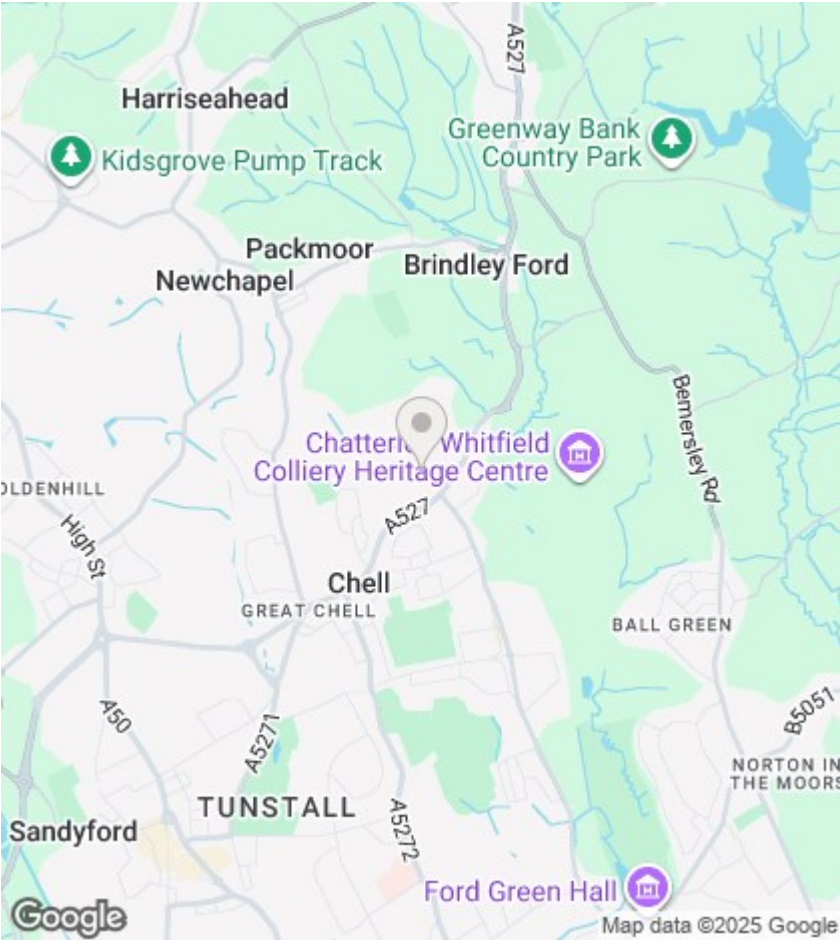 A527
Harriseahead
Greenway Bank
Country Park
Kidsgrove Pump Track
Packmoor
Brindley Ford
Newchapel
Bemersley Rd
Whitfield
Colliery Heritage Centre
OLDENHILL
A527
High St
Chell
GREAT CHELL
BALL GREEN
A50
A5271
B5051
NORTON IN
THE MOORS
TUNSTALL
A5272
Sandyford
Ford Green Hall
Google
Map data ©2025 Google